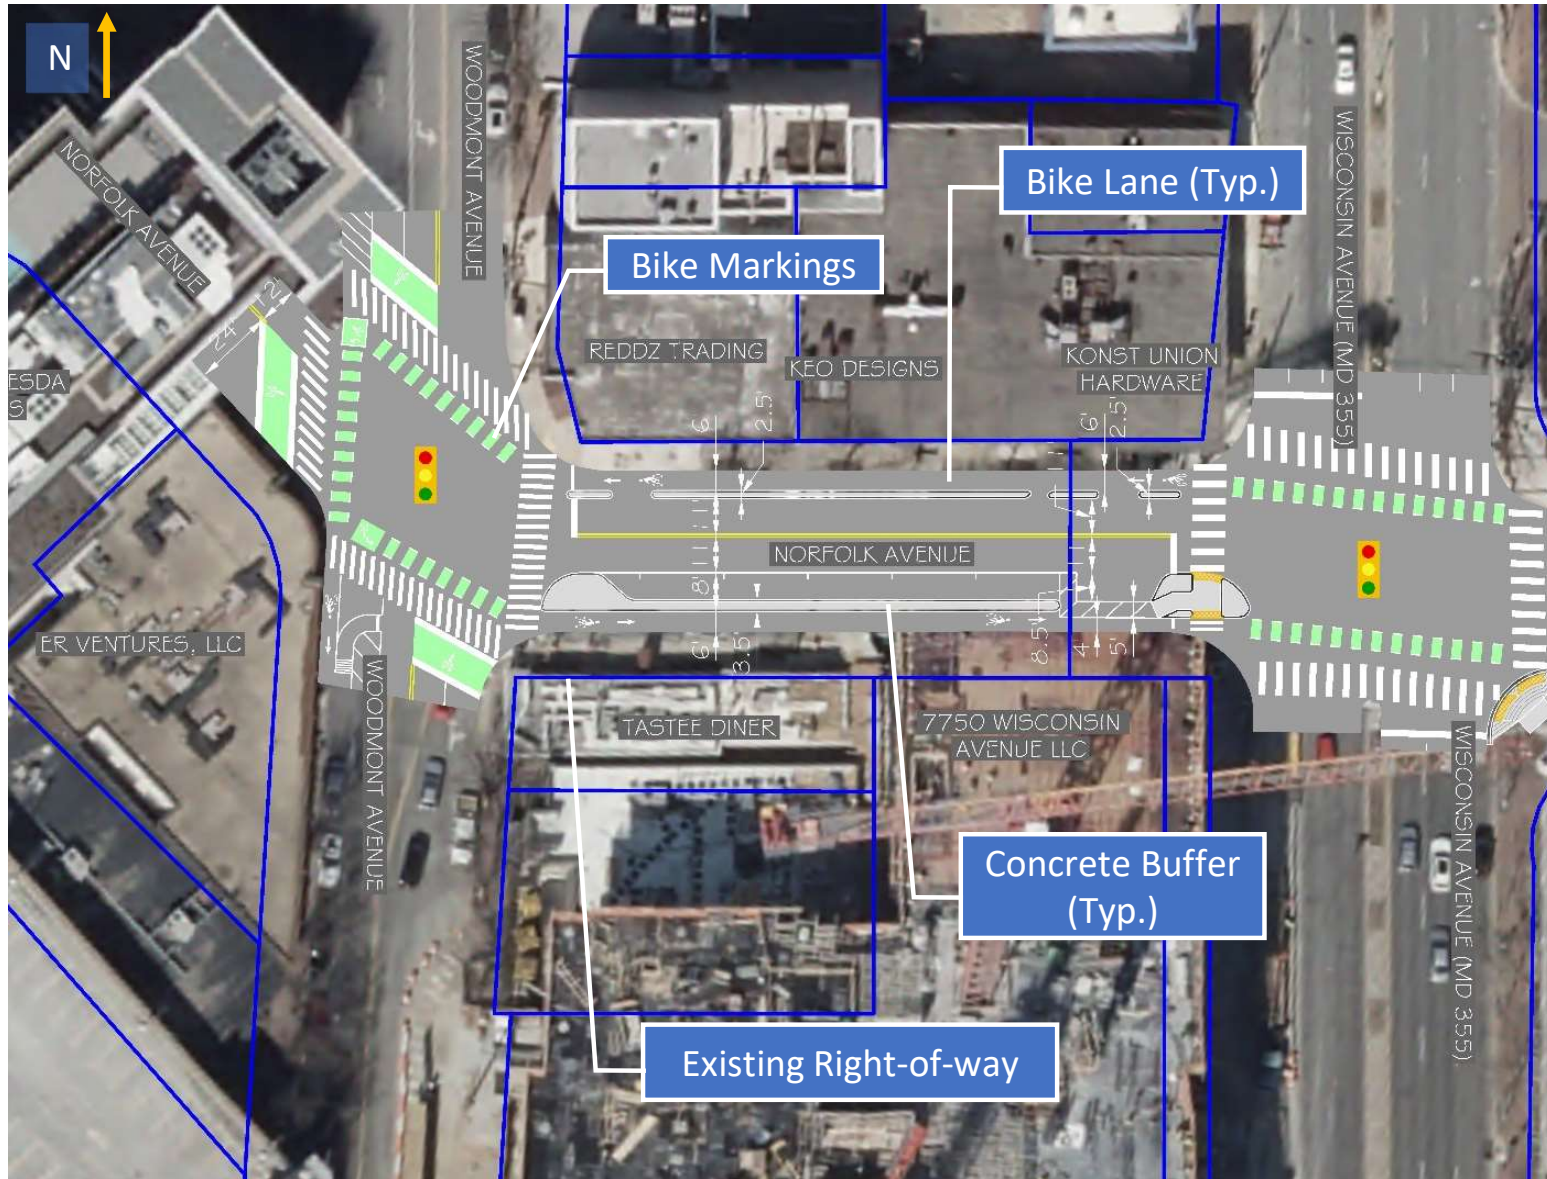 N
WOODMONT AVENUE
NORFOLK AVENUE
Bike Lane (Typ.)
WISCONSIN AVENUE (MD 355)
Bike Markings
REDDZ TRADING
KEO DESIGNS
KONST UNION
HARDWARE
ESDA
S
24'
6'
2.5'
6'
2.5'
NORFOLK AVENUE
8'
6'
3.5'
8.5'
4'
5'
ER VENTURES, LLC
WOODMONT AVENUE
TASTEE DINER
7750 WISCONSIN
AVENUE LLC
WISCONSIN AVENUE (MD 355)
Concrete Buffer
(Typ.)
Existing Right-of-way